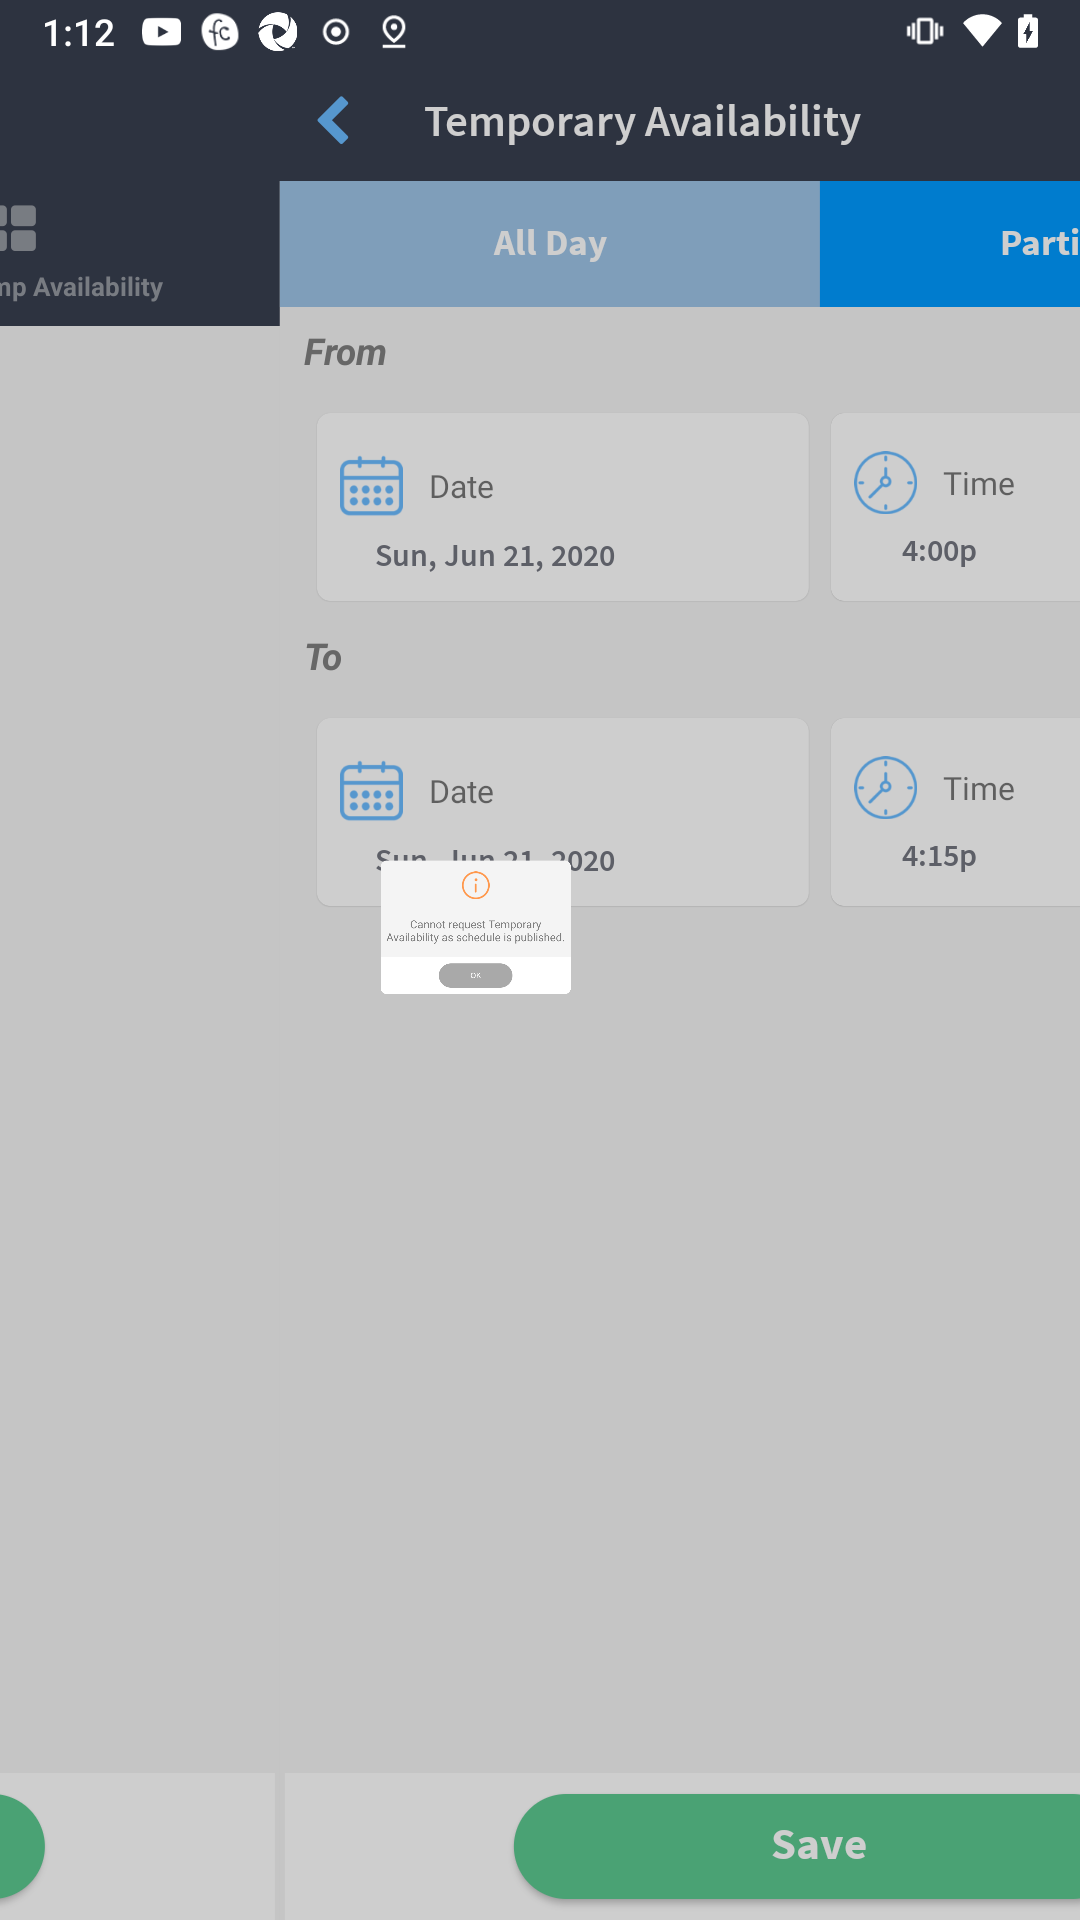 1:12
Temporary Availability
mp Availability
All Day
Parti
From
Date
Time
Sun, Jun 21, 2020
4:00p
To
Date
Time
Sun, Jun 21, 2020
4:15p
Cannot request Temporary
Availability as schedule is published.
OK
Save